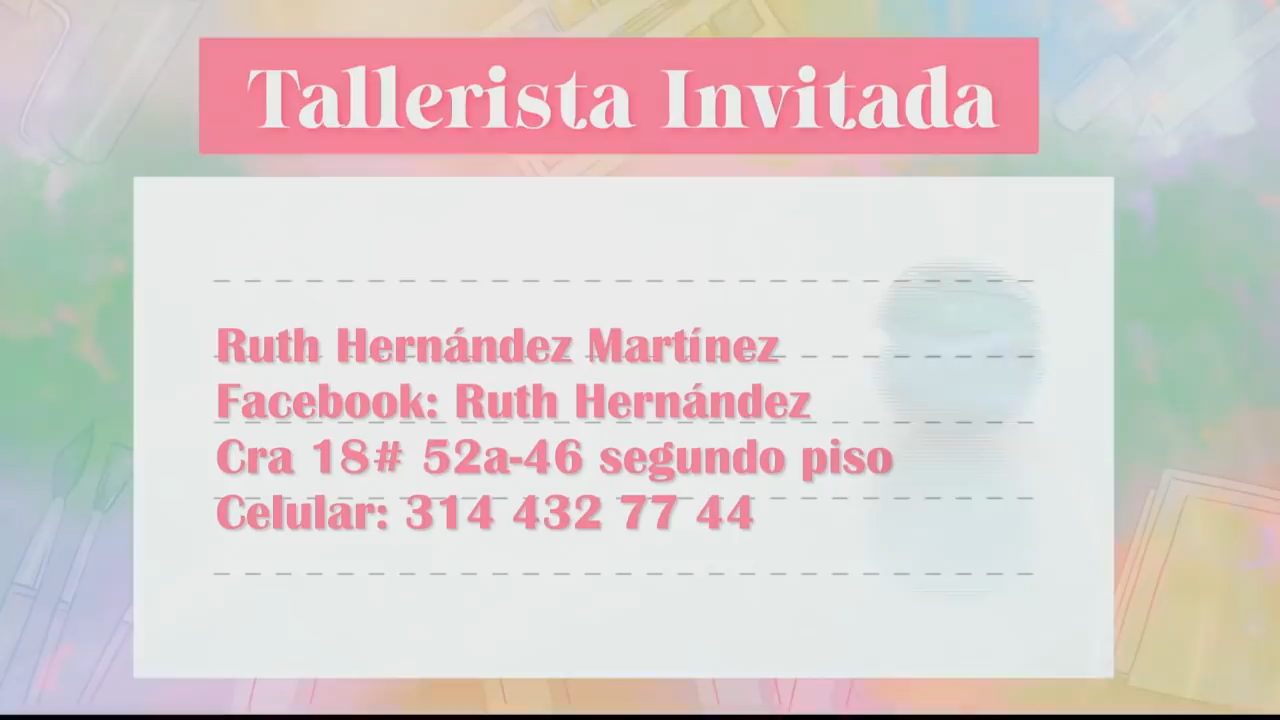 Tallerista Invitada
Ruth Hernández Martínez
Facebook: Ruth Hernández
Cra 18# 52a-46 segundo piso
Celular: 314 432 77 44